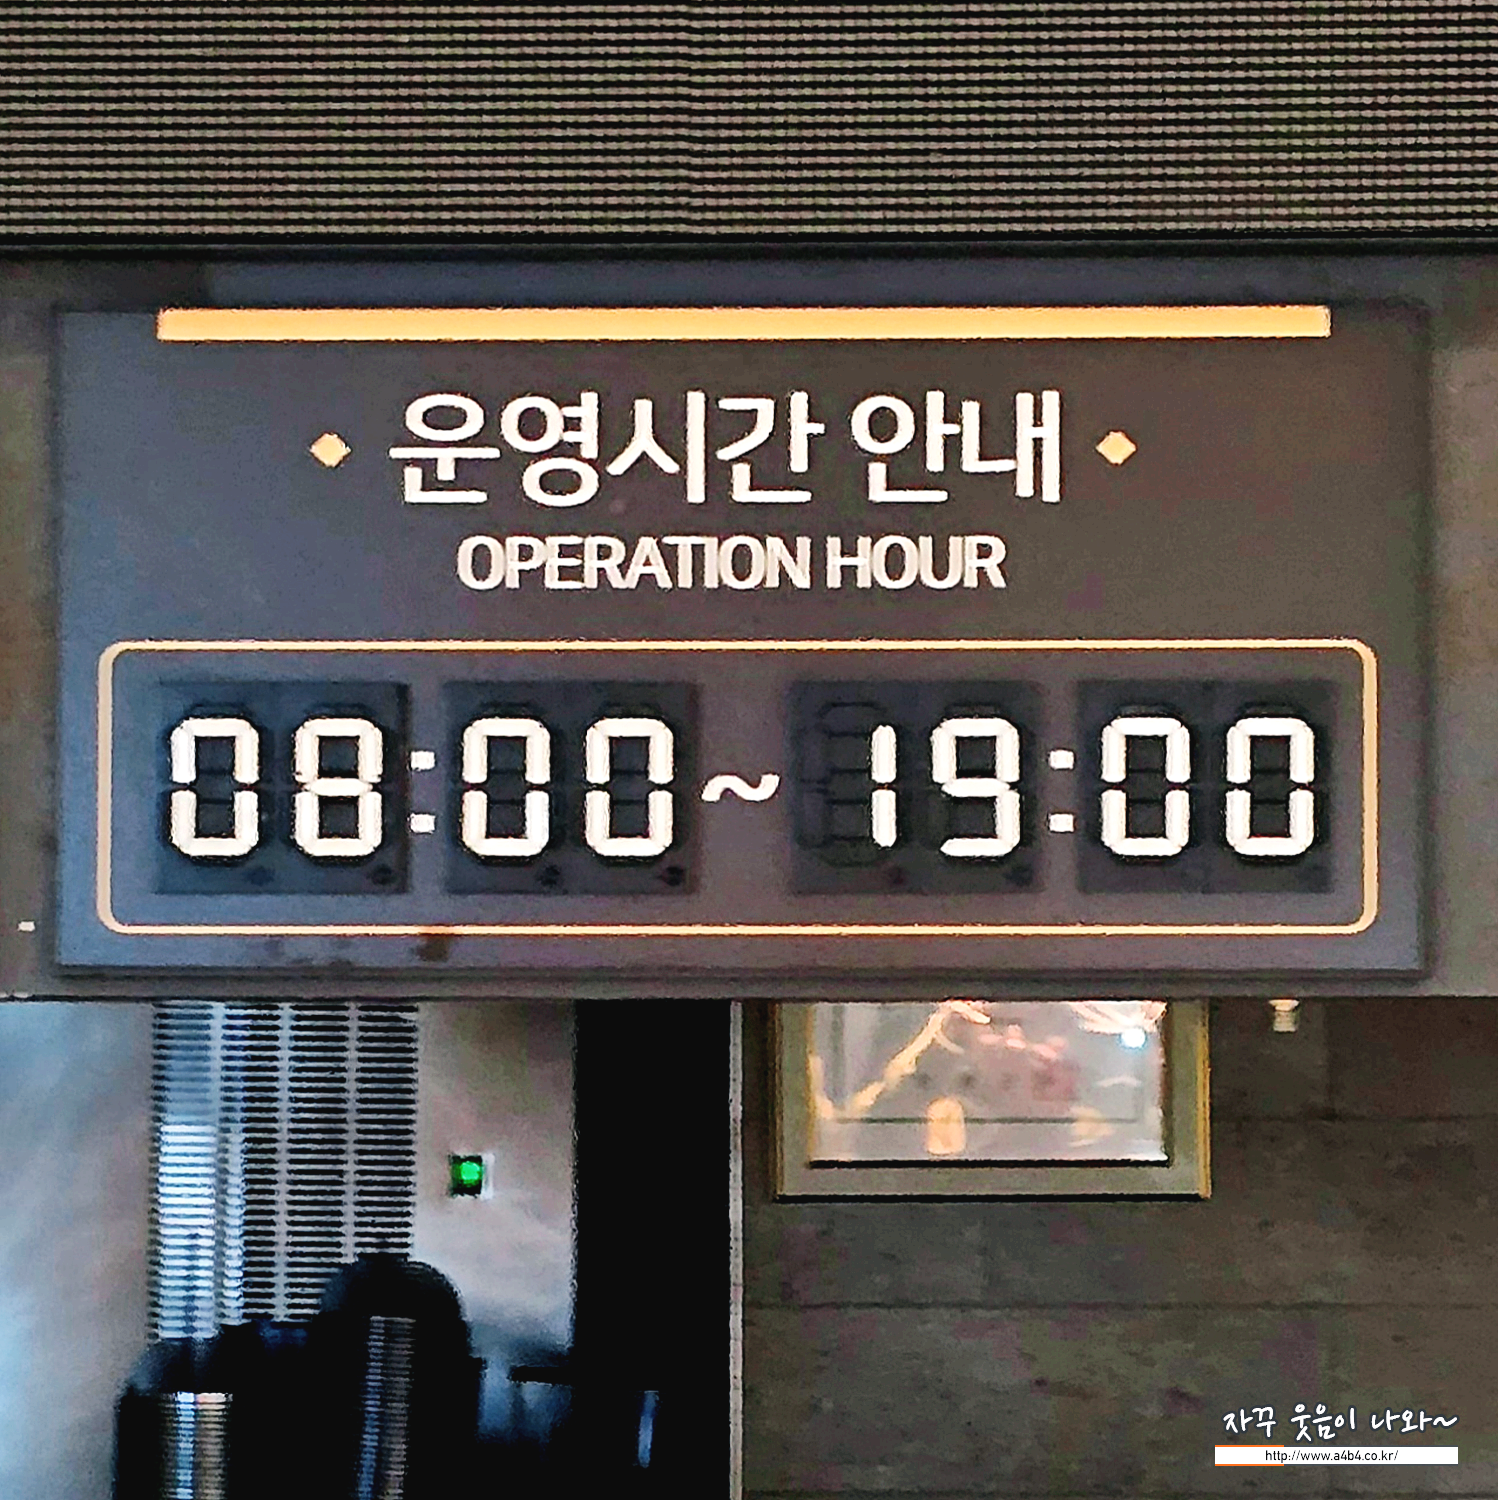 운영시간 안내
OPERATION HOUR
08:00~19:00
자꾸 웃음이 나와~
http://www.a4b4.co.kr/